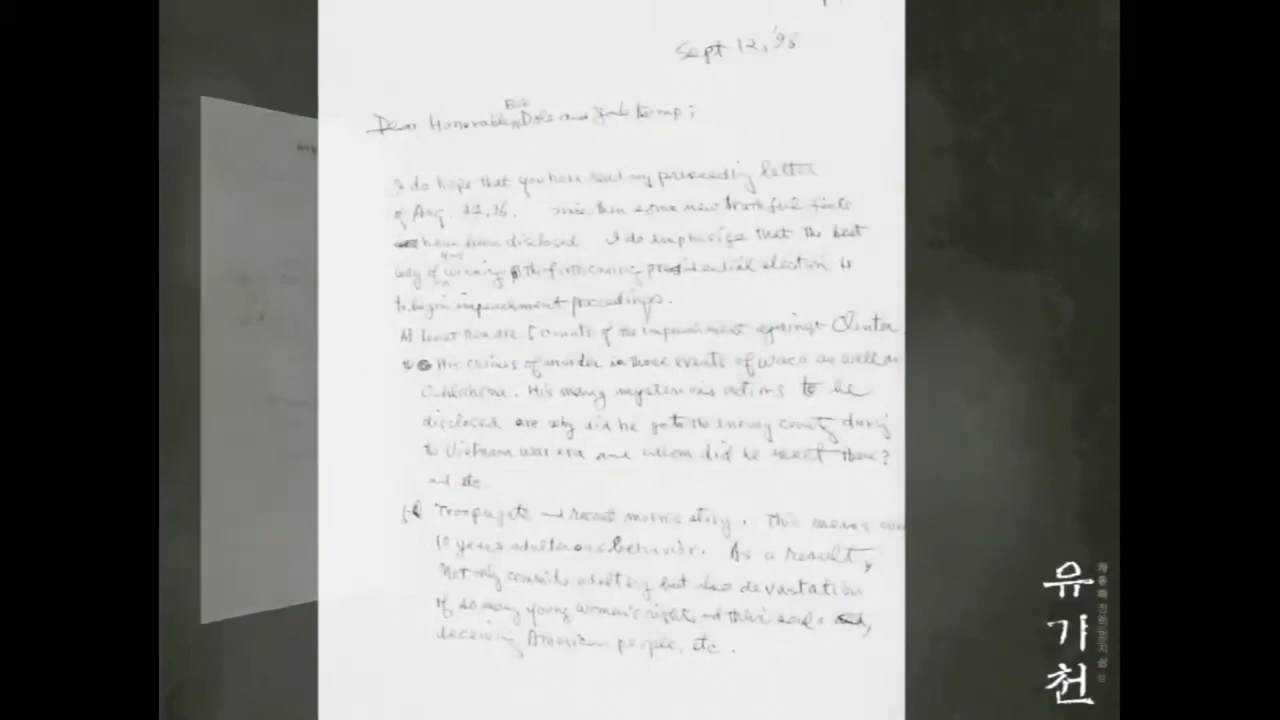 Sept 12, '96
Bob
Dear Honorable Dole and Jack Kemp;
I do hope that you have read my preceeding letter
of Aug. 22, 96. since then some new truthful facts
have been disclosed I do emphasize that the best
way of winning the forthcoming presidential election is
to begin impeachment proceedings.
At least there are 5 counts of the impeachment against Clinton
His crimes of murder in those events of Waco as well as
Oklahoma. His many mysterious actions to be
disclosed are why did he go to the enemy country during
the Vietnam war era and whom did he meet there?
and etc.
Troopergate and recent morris story. This means over
10 years adulterous behavior. As a result,
Not only commits adultery but also devastation
of so many young women's rights and their souls
deceiving American people, etc.
유기천